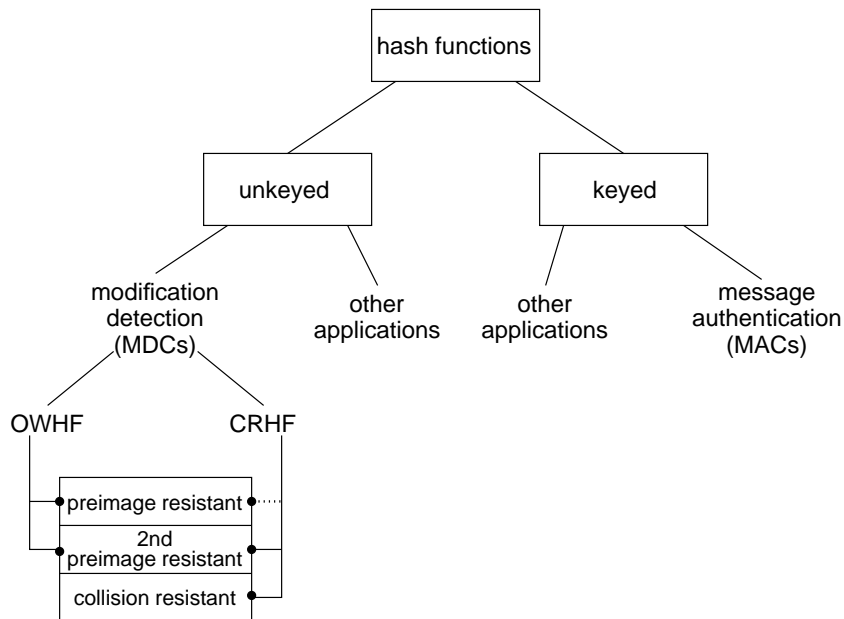 hash functions
unkeyed
keyed
modification
detection
(MDCs)
other
applications
other
applications
message
authentication
(MACs)
OWHF
CRHF
preimage resistant
2nd
preimage resistant
collision resistant